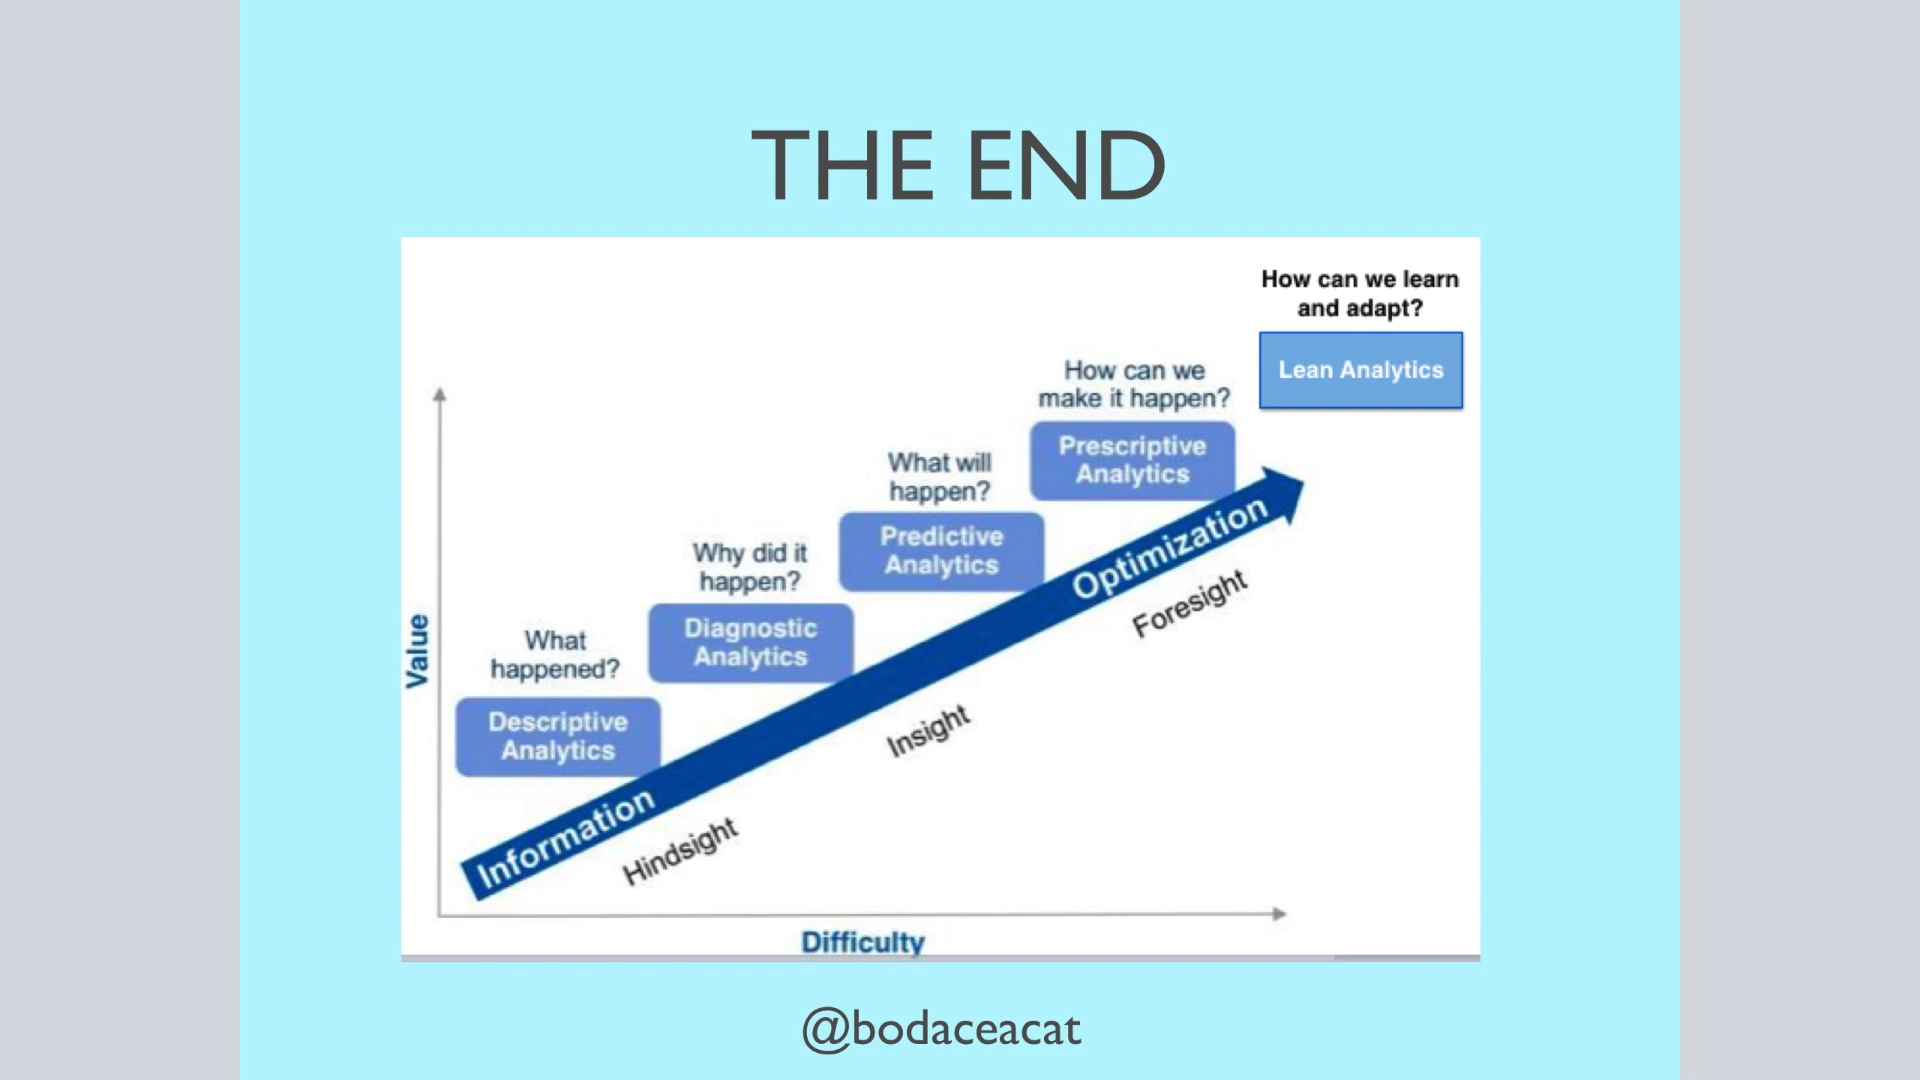 THE END
How can we learn
and adapt?
Lean Analytics
How can we
make it happen?
Prescriptive
Analytics
What will
happen?
Predictive
Analytics
Why did it
happen?
Diagnostic
Analytics
What
happened?
Descriptive
Analytics
Value
Information
Optimization
Hindsight
Insight
Foresight
Difficulty
@bodaceacat